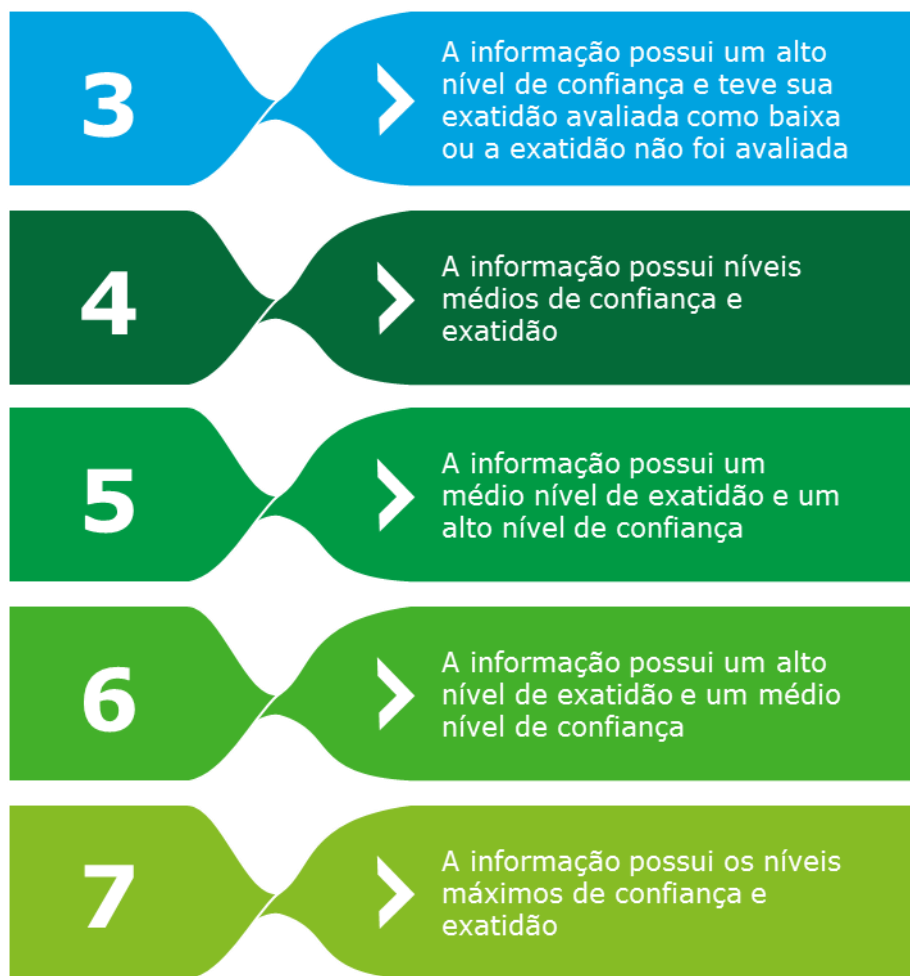 3
A informação possui um alto
nível de confiança e teve sua
exatidão avaliada como baixa
ou a exatidão não foi avaliada
4
A informação possui níveis
médios de confiança e
exatidão
5
A informação possui um
médio nível de exatidão e um
alto nível de confiança
6
A informação possui um alto
nível de exatidão e um médio
nível de confiança
7
A informação possui os níveis
máximos de confiança e
exatidão